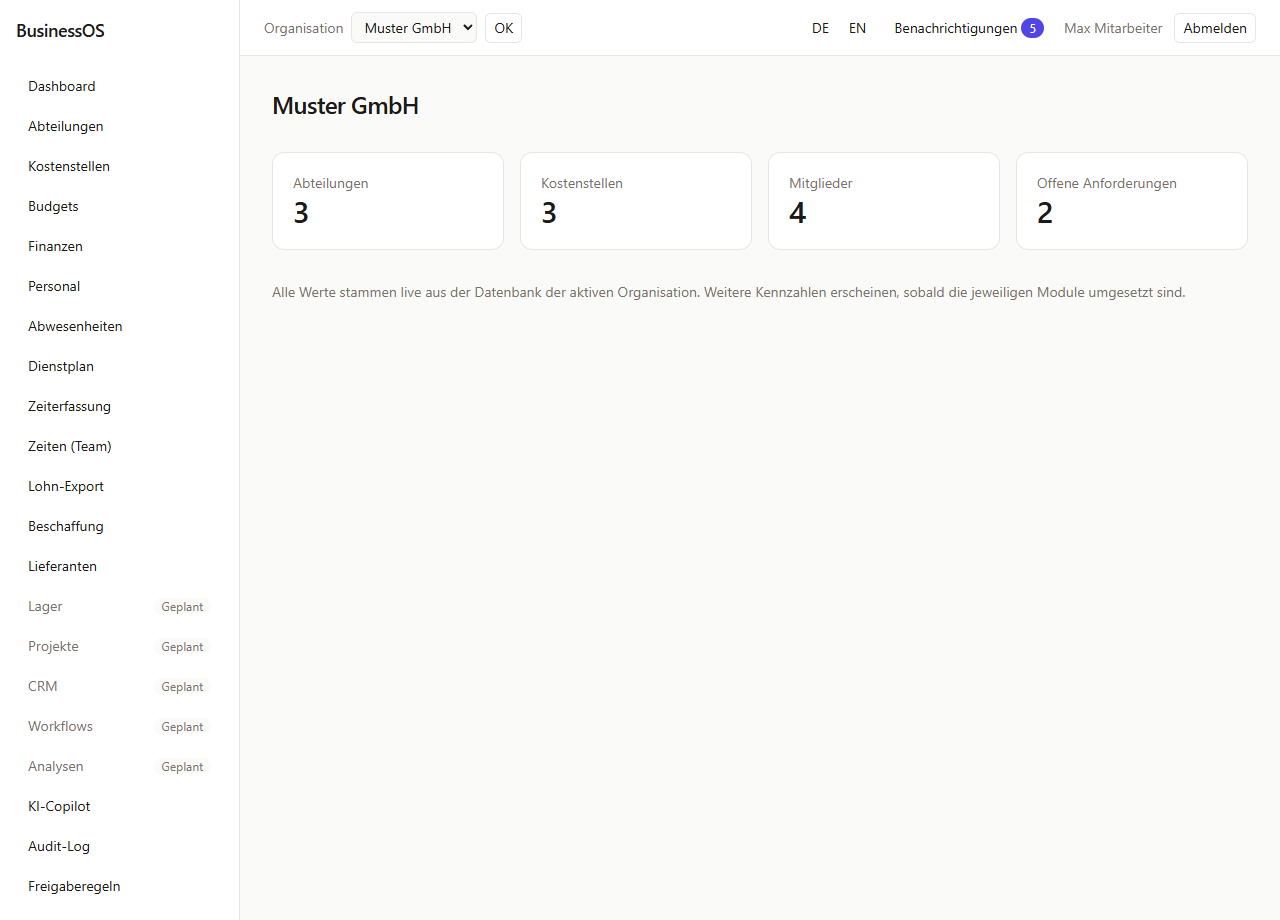 BusinessOS
Dashboard
Abteilungen
Kostenstellen
Budgets
Finanzen
Personal
Abwesenheiten
Dienstplan
Zeiterfassung
Zeiten (Team)
Lohn-Export
Beschaffung
Lieferanten
Lager Geplant
Projekte Geplant
CRM Geplant
Workflows Geplant
Analysen Geplant
KI-Copilot
Audit-Log
Freigaberegeln
Organisation Muster GmbH OK DE EN Benachrichtigungen 5 Max Mitarbeiter Abmelden
Muster GmbH
Abteilungen
3
Kostenstellen
3
Mitglieder
4
Offene Anforderungen
2
Alle Werte stammen live aus der Datenbank der aktiven Organisation. Weitere Kennzahlen erscheinen, sobald die jeweiligen Module umgesetzt sind.